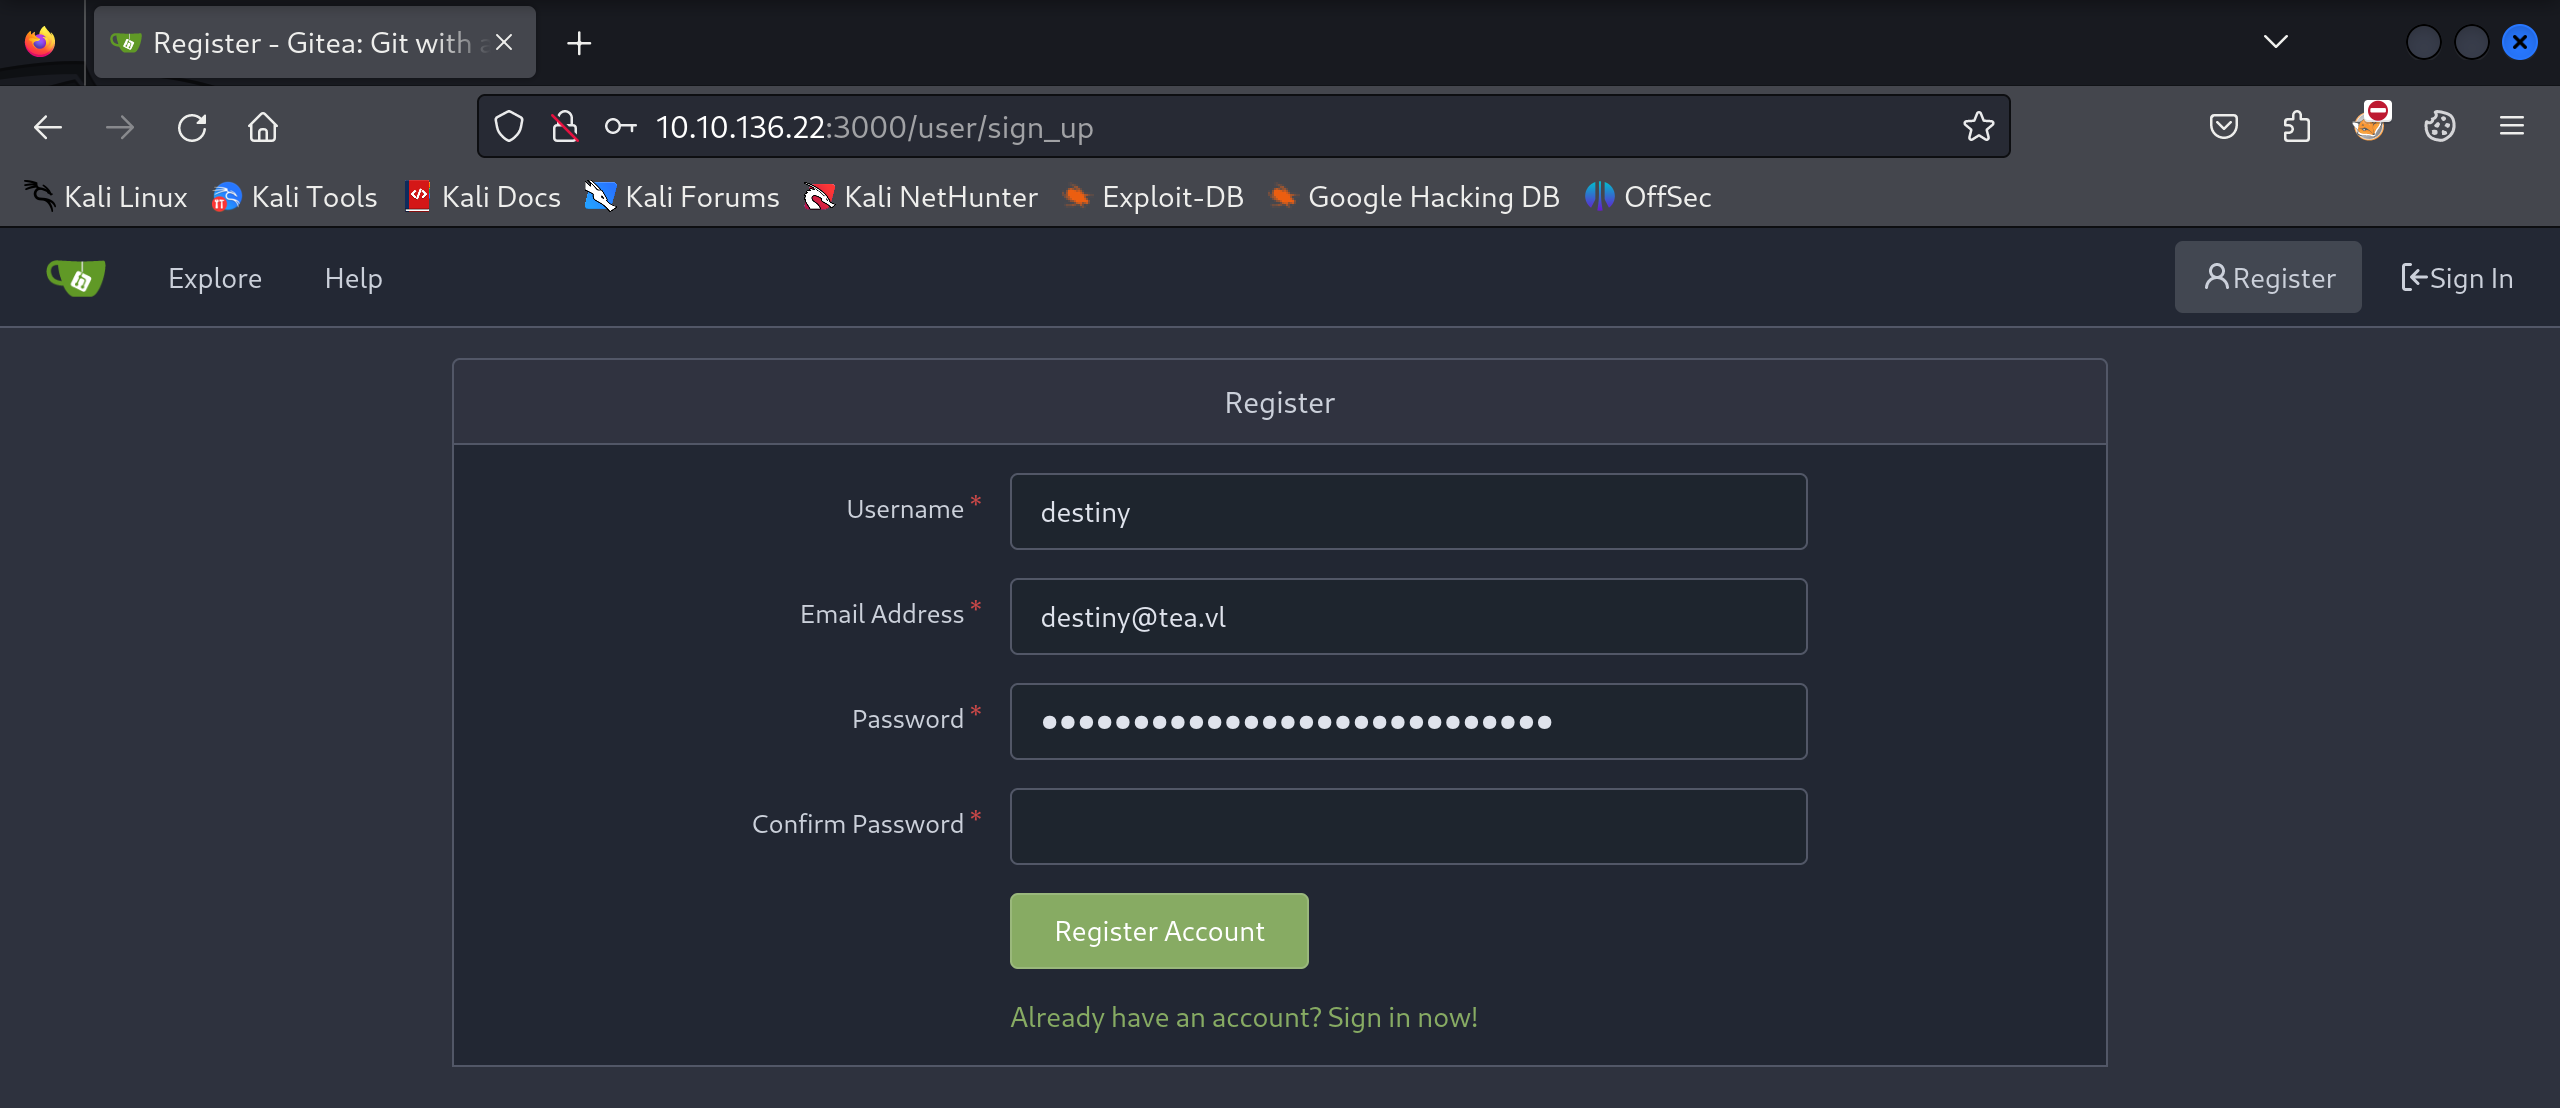 Register - Gitea: Git with a
10.10.136.22:3000/user/sign_up
Kali Linux Kali Tools Kali Docs Kali Forums Kali NetHunter Exploit-DB Google Hacking DB OffSec
Explore Help Register Sign In
Register
Username * destiny
Email Address * destiny@tea.vl
Password * ••••••••••••••••••••••••••••
Confirm Password *
Register Account
Already have an account? Sign in now!